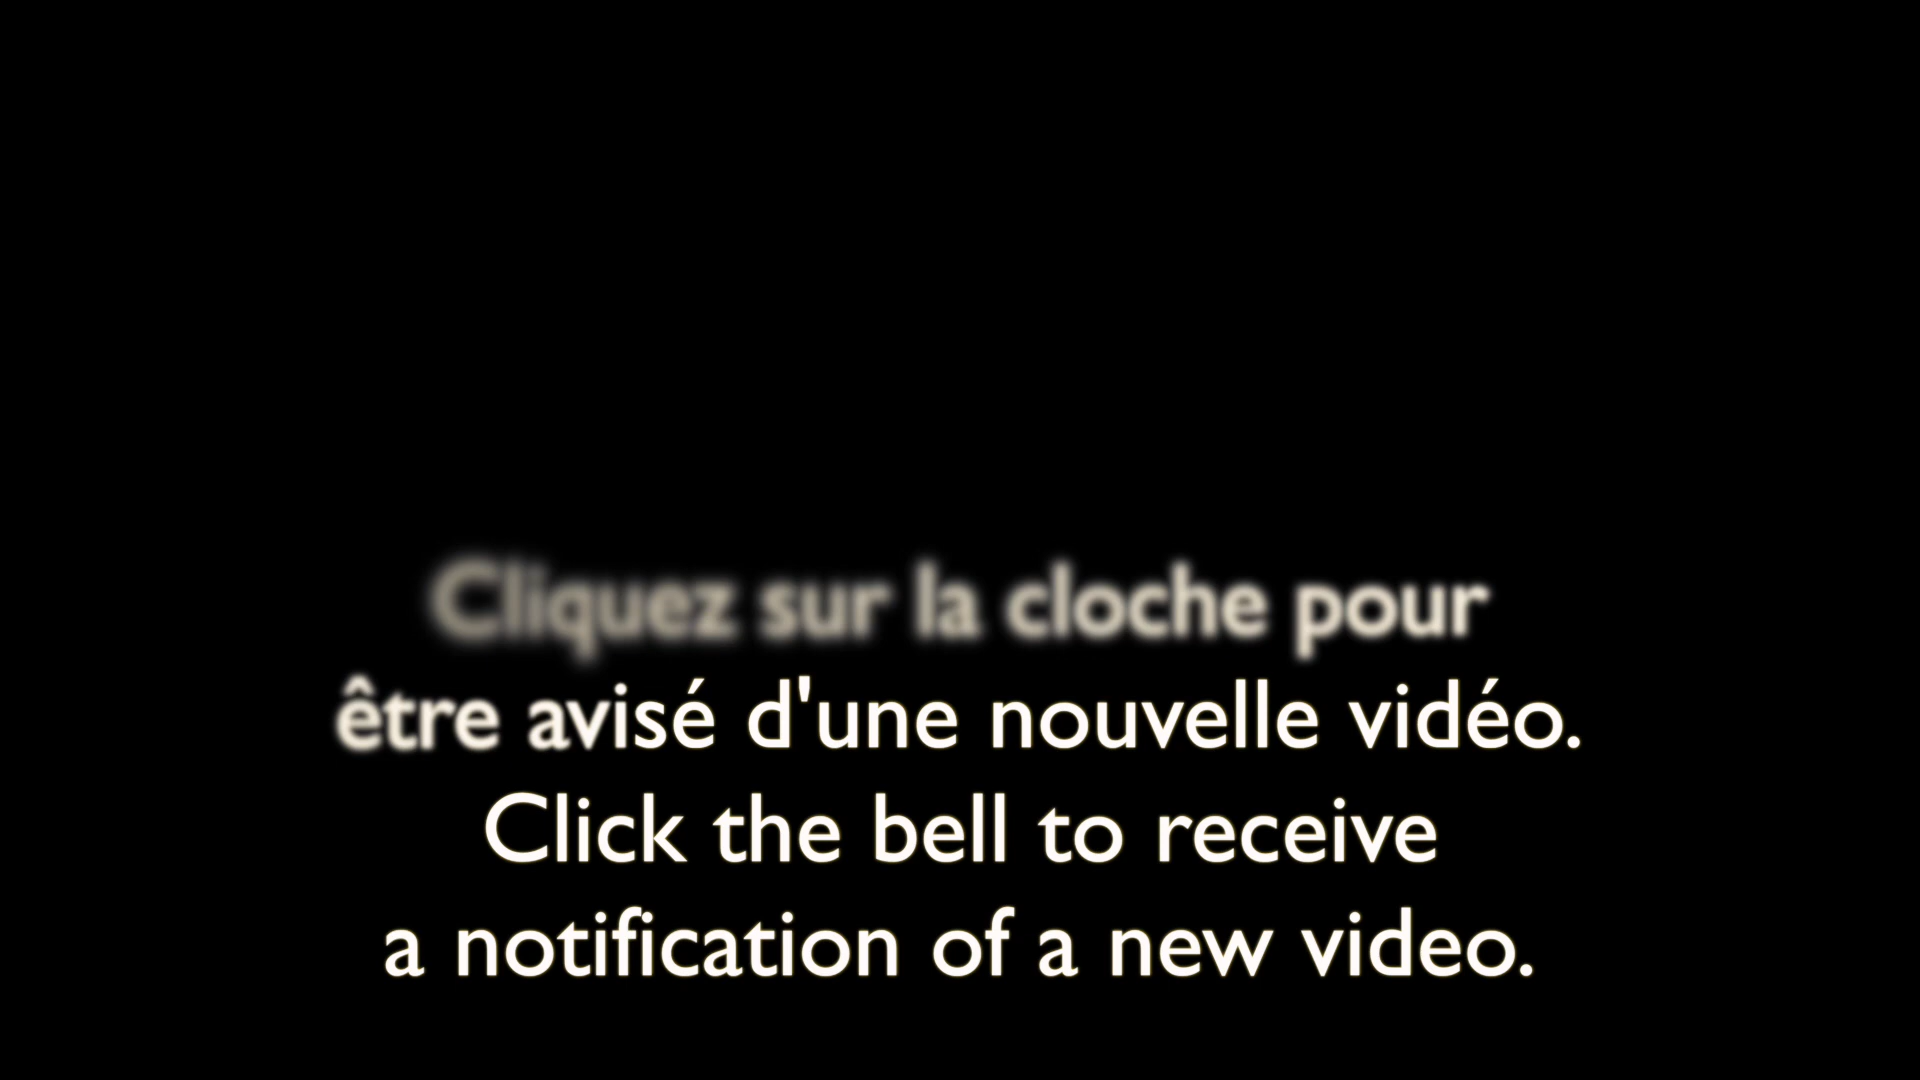 Cliquez sur la cloche pour
être avisé d'une nouvelle vidéo.
Click the bell to receive
a notification of a new video.